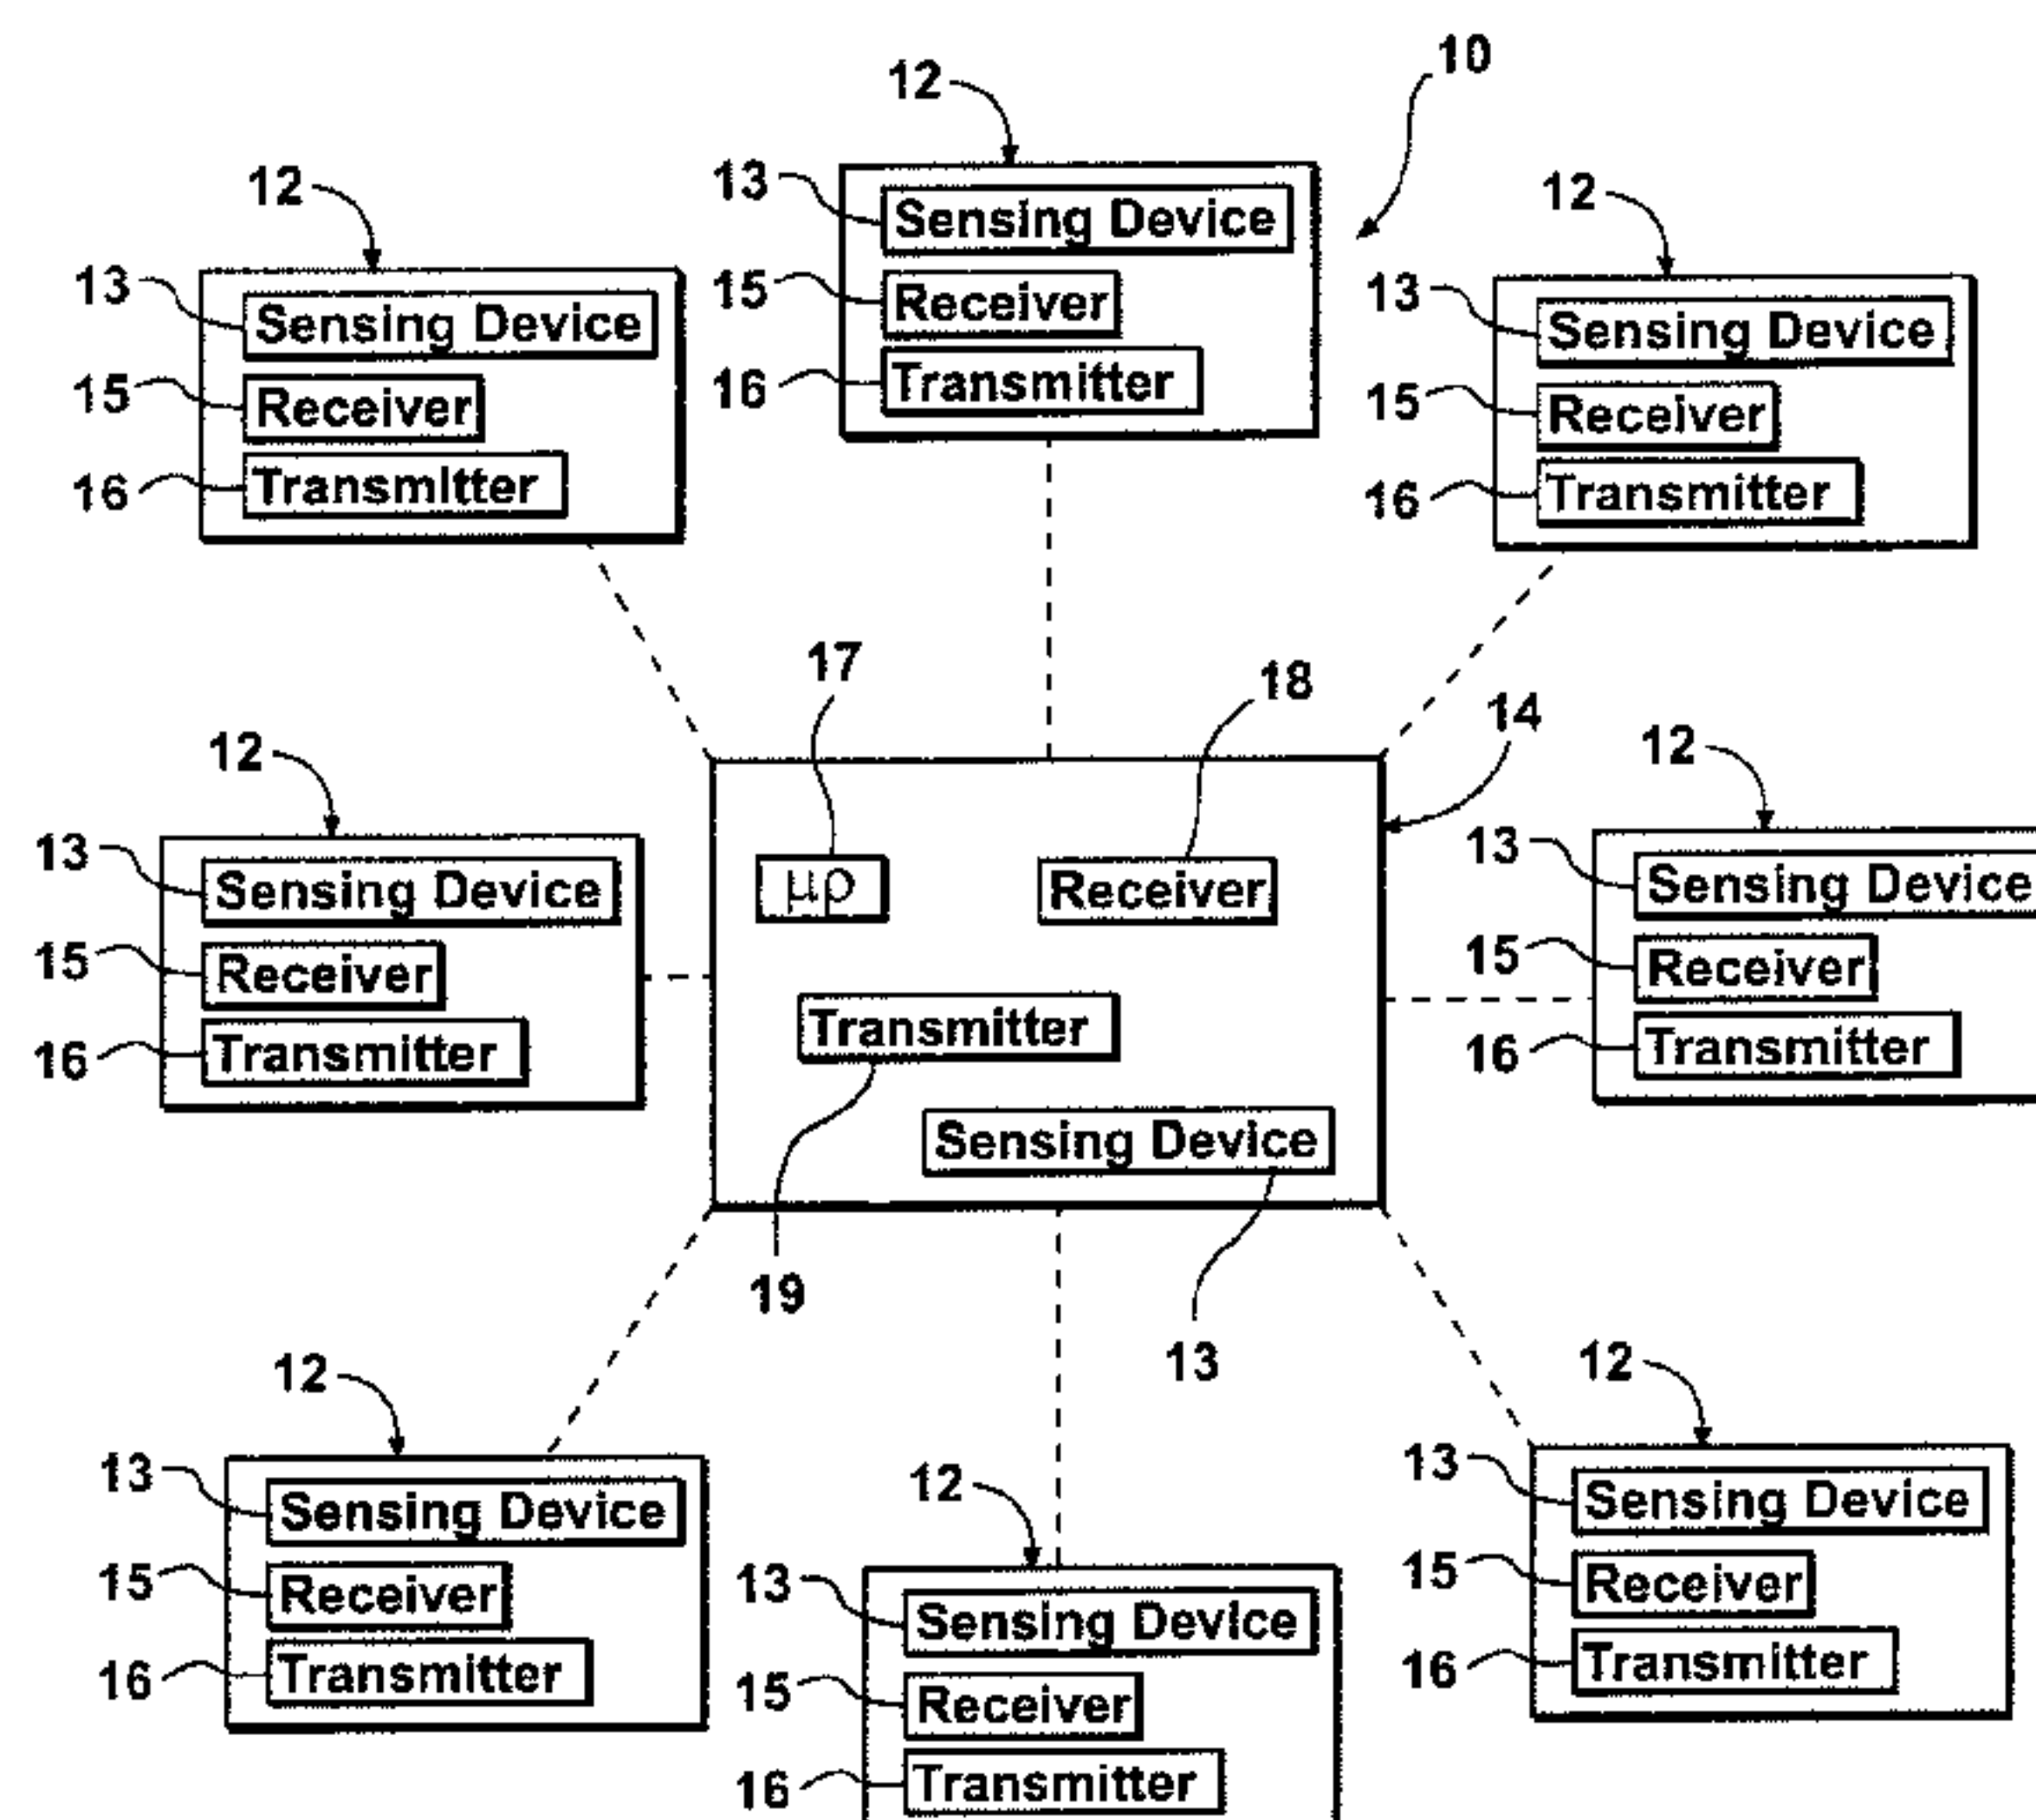 10
12
13 Sensing Device
15 Receiver
16 Transmitter
12
13 Sensing Device
15 Receiver
16 Transmitter
12
13 Sensing Device
15 Receiver
16 Transmitter
17
18
14
μρ
Receiver
Transmitter
Sensing Device
19
13
12
13 Sensing Device
15 Receiver
16 Transmitter
12
13 Sensing Device
15 Receiver
16 Transmitter
12
13 Sensing Device
15 Receiver
16 Transmitter
12
13 Sensing Device
15 Receiver
16 Transmitter
12
13 Sensing Device
15 Receiver
16 Transmitter